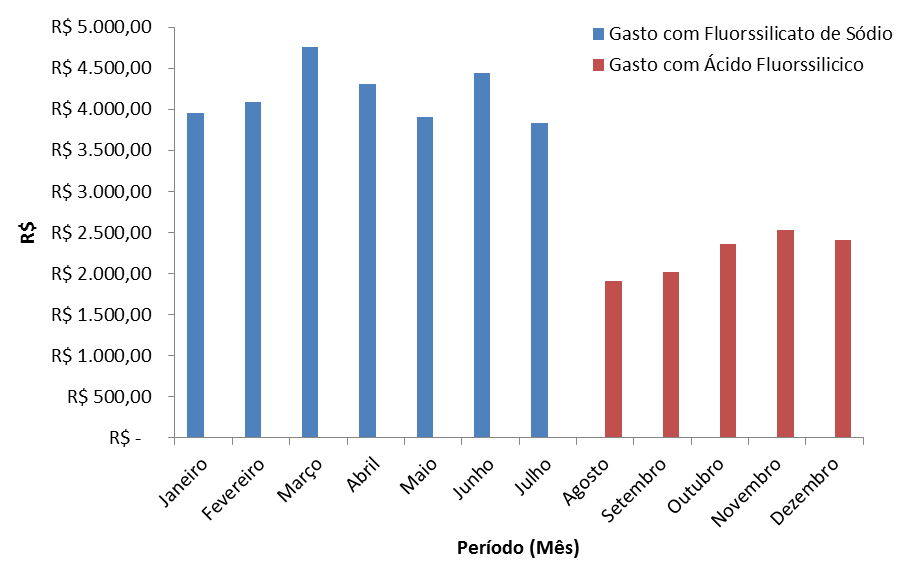 R$ 5.000,00
R$ 4.500,00
R$ 4.000,00
R$ 3.500,00
R$ 3.000,00
R$ 2.500,00
R$ 2.000,00
R$ 1.500,00
R$ 1.000,00
R$ 500,00
R$ -
R$
Gasto com Fluorssilicato de Sódio
Gasto com Ácido Fluorssilicico
Janeiro
Fevereiro
Março
Abril
Maio
Junho
Julho
Agosto
Setembro
Outubro
Novembro
Dezembro
Período (Mês)